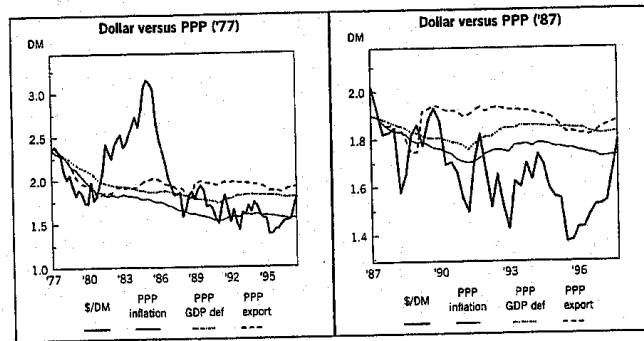 Dollar versus PPP ('77)
DM
3.0
2.5
2.0
1.5
1.0
'77 '80 '83 '86 '89 '92 '95
$/DM PPP inflation PPP GDP def PPP export
Dollar versus PPP ('87)
DM
2.0
1.8
1.6
1.4
'87 '90 '93 '96
$/DM PPP inflation PPP GDP def PPP export